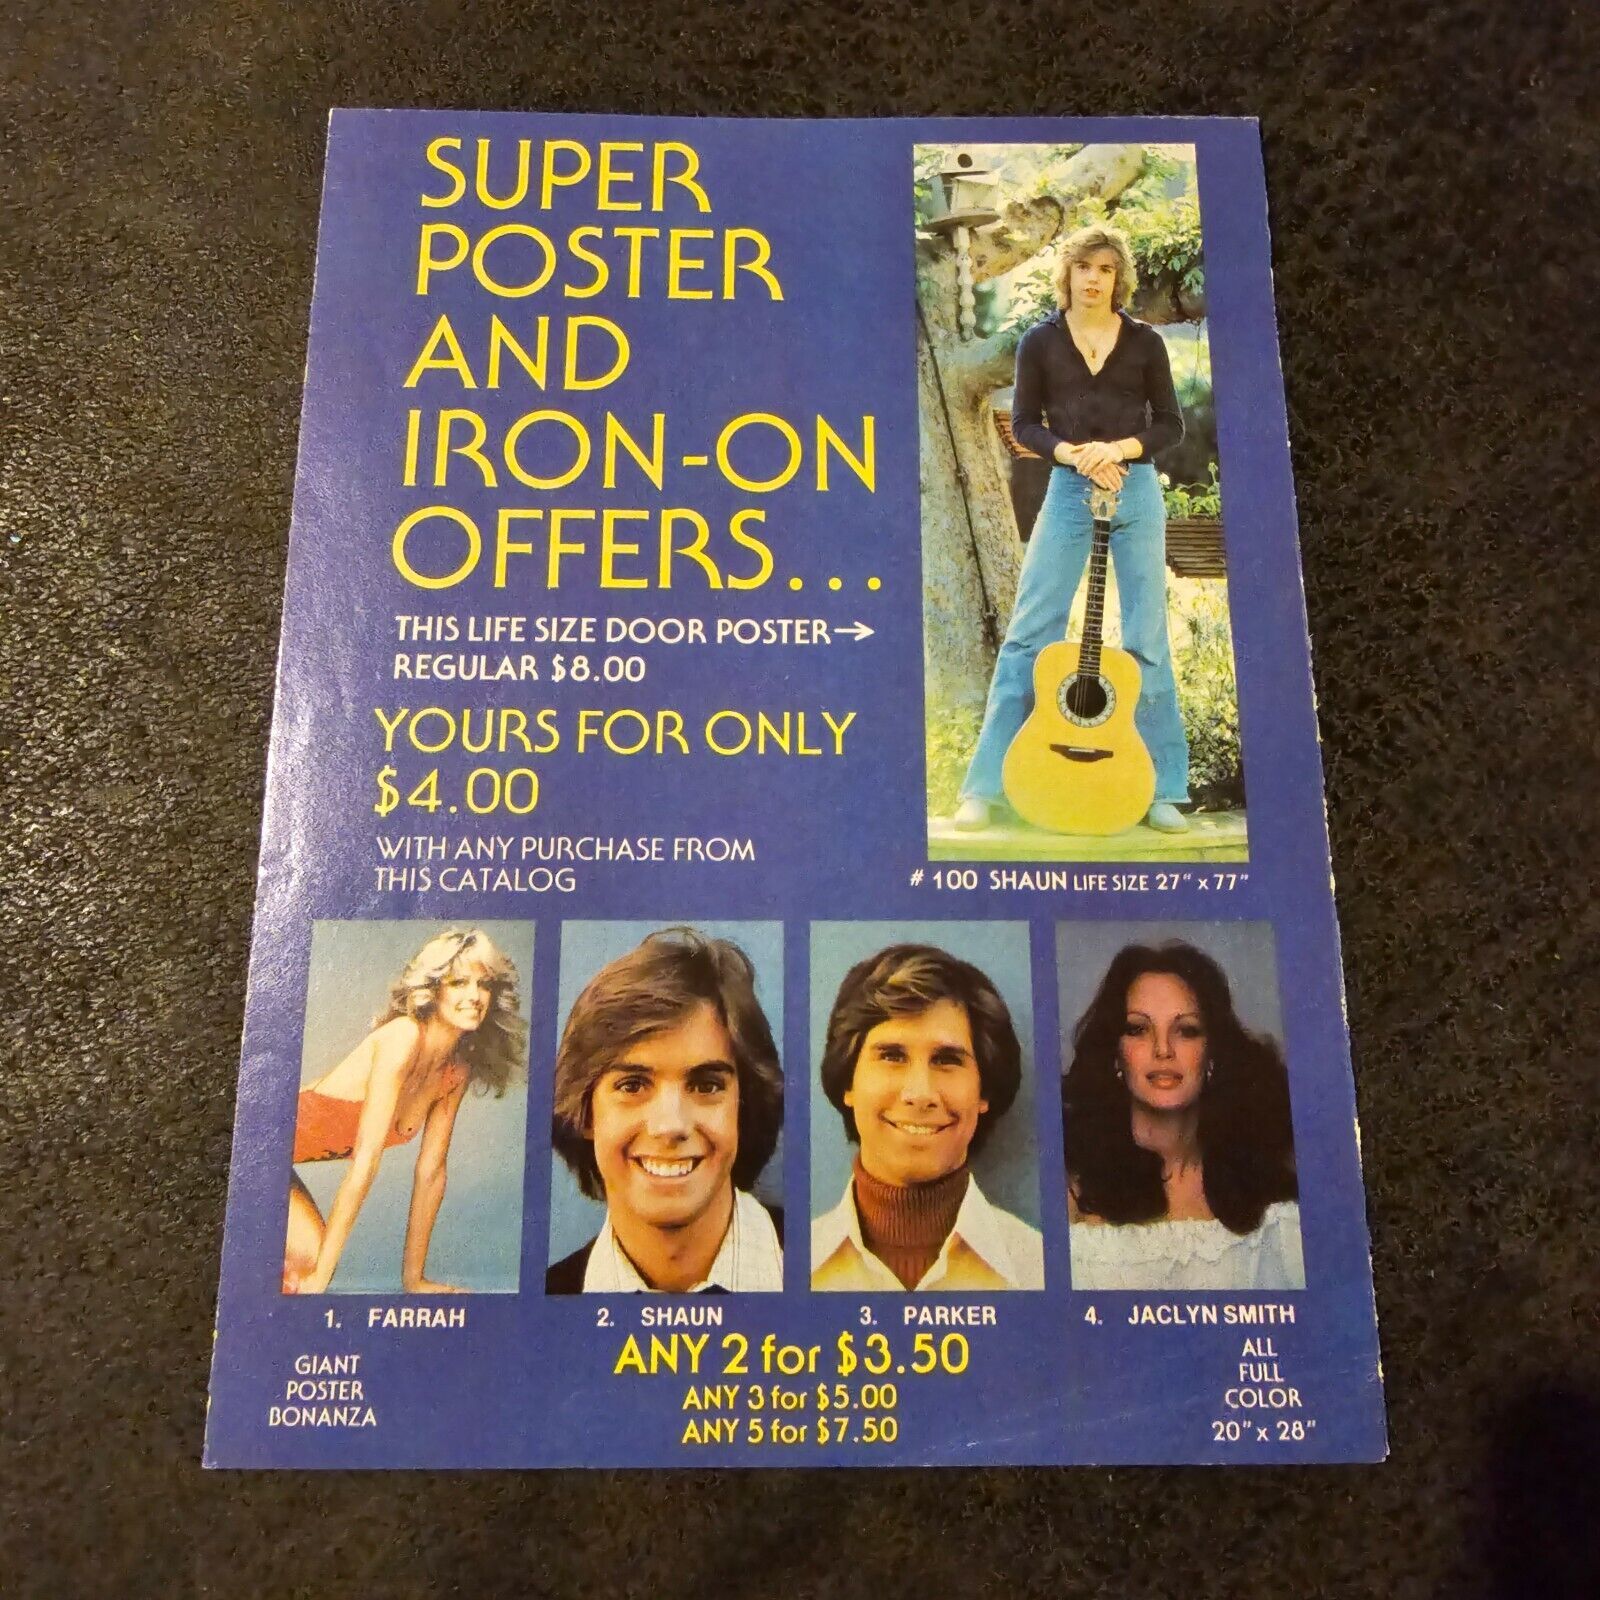 SUPER
POSTER
AND
IRON-ON
OFFERS...
THIS LIFE SIZE DOOR POSTER→
REGULAR $8.00
YOURS FOR ONLY
$4.00
WITH ANY PURCHASE FROM
THIS CATALOG
# 100 SHAUN LIFE SIZE 27" x 77"
1. FARRAH
2. SHAUN
3. PARKER
4. JACLYN SMITH
GIANT
POSTER
BONANZA
ANY 2 for $3.50
ANY 3 for $5.00
ANY 5 for $7.50
ALL
FULL
COLOR
20" x 28"